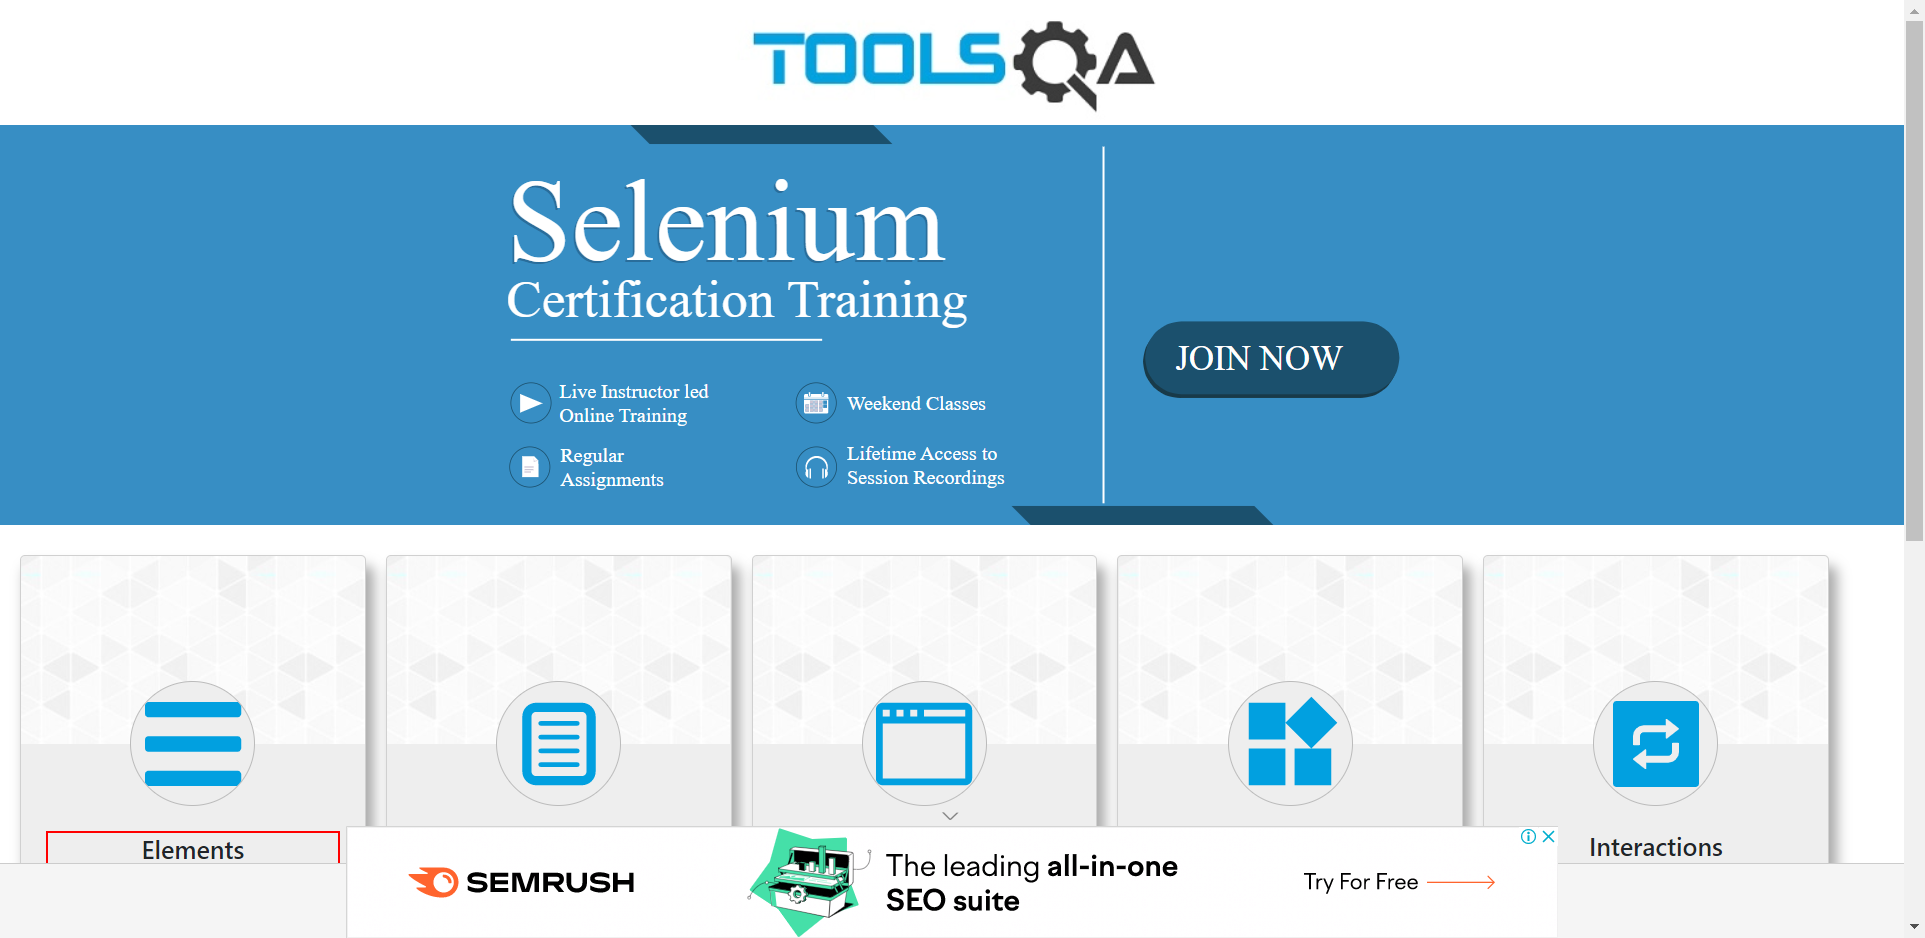 TOOLSQA
Selenium
Certification Training
JOIN NOW
Live Instructor led
Online Training
Weekend Classes
Regular
Assignments
Lifetime Access to
Session Recordings
Elements
Interactions
SEMRUSH
The leading all-in-one
SEO suite
Try For Free